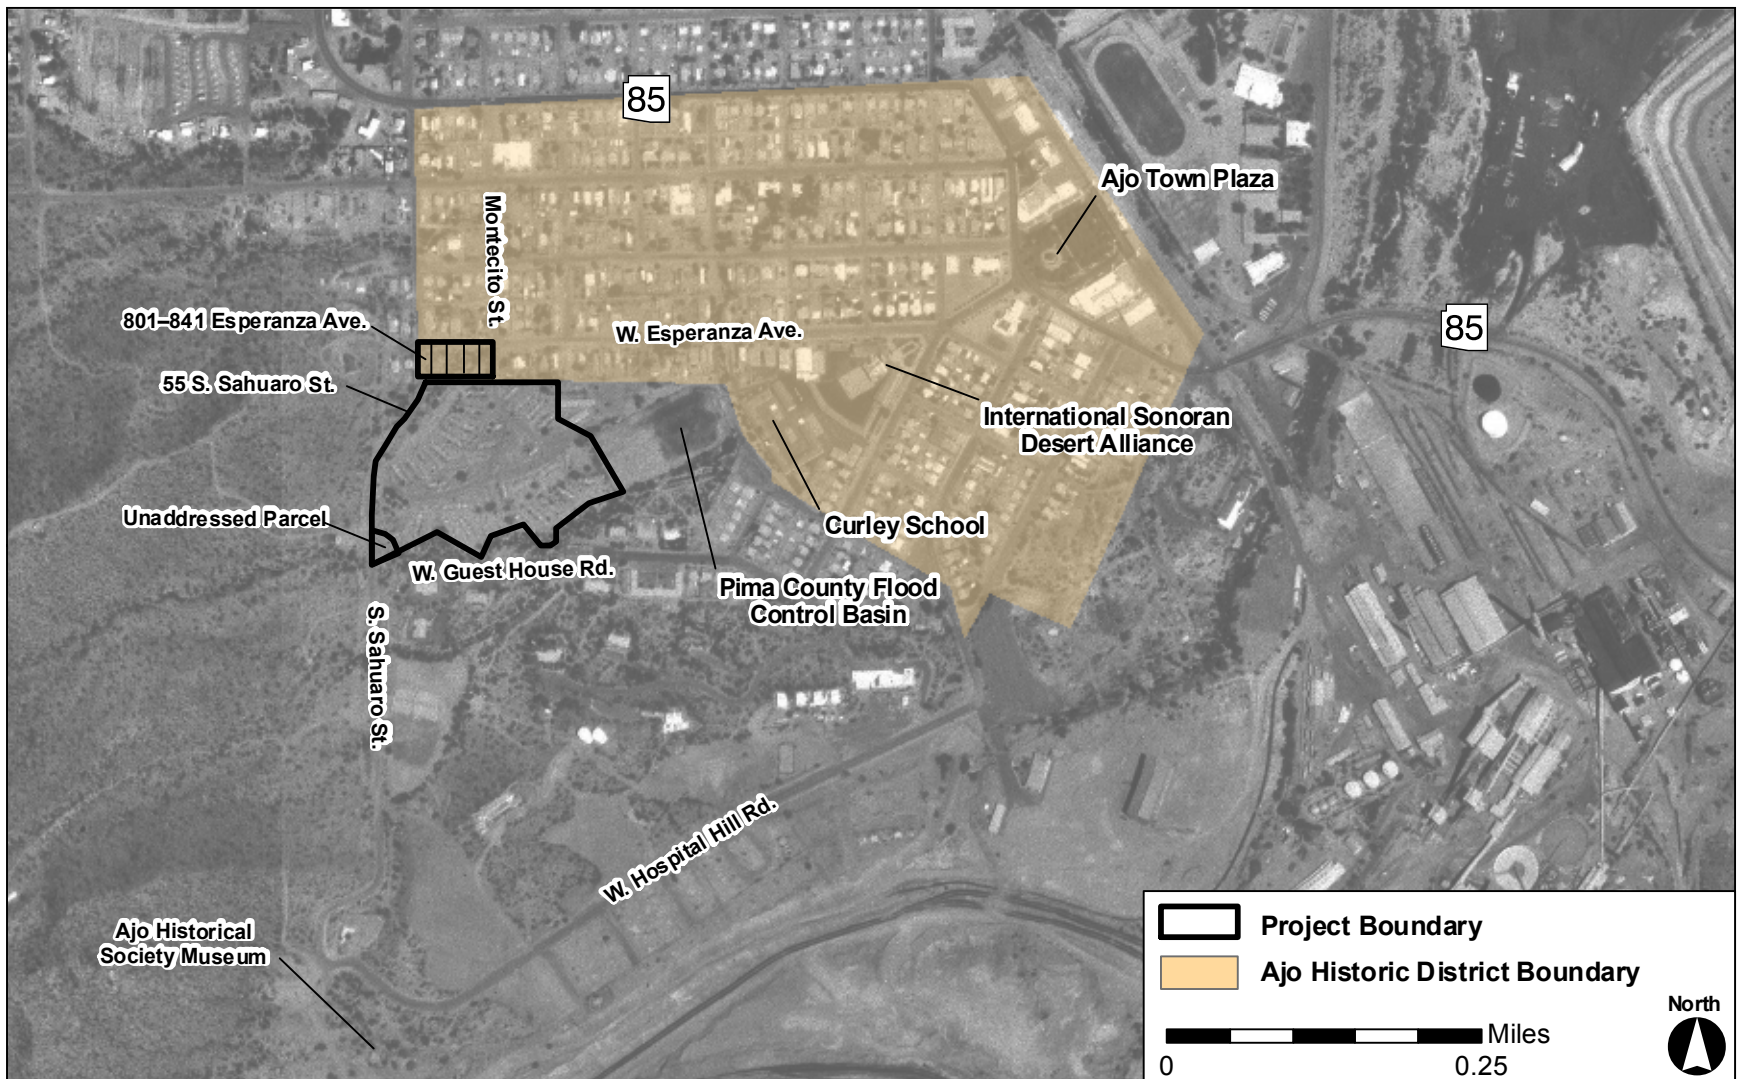 85
Ajo Town Plaza
Montecito St.
801–841 Esperanza Ave.
W. Esperanza Ave.
85
55 S. Sahuaro St.
International Sonoran
Desert Alliance
Unaddressed Parcel
Curley School
W. Guest House Rd.
Pima County Flood
Control Basin
S. Sahuaro St.
W. Hospital Hill Rd.
Ajo Historical
Society Museum
Project Boundary
Ajo Historic District Boundary
North
Miles
0 0.25